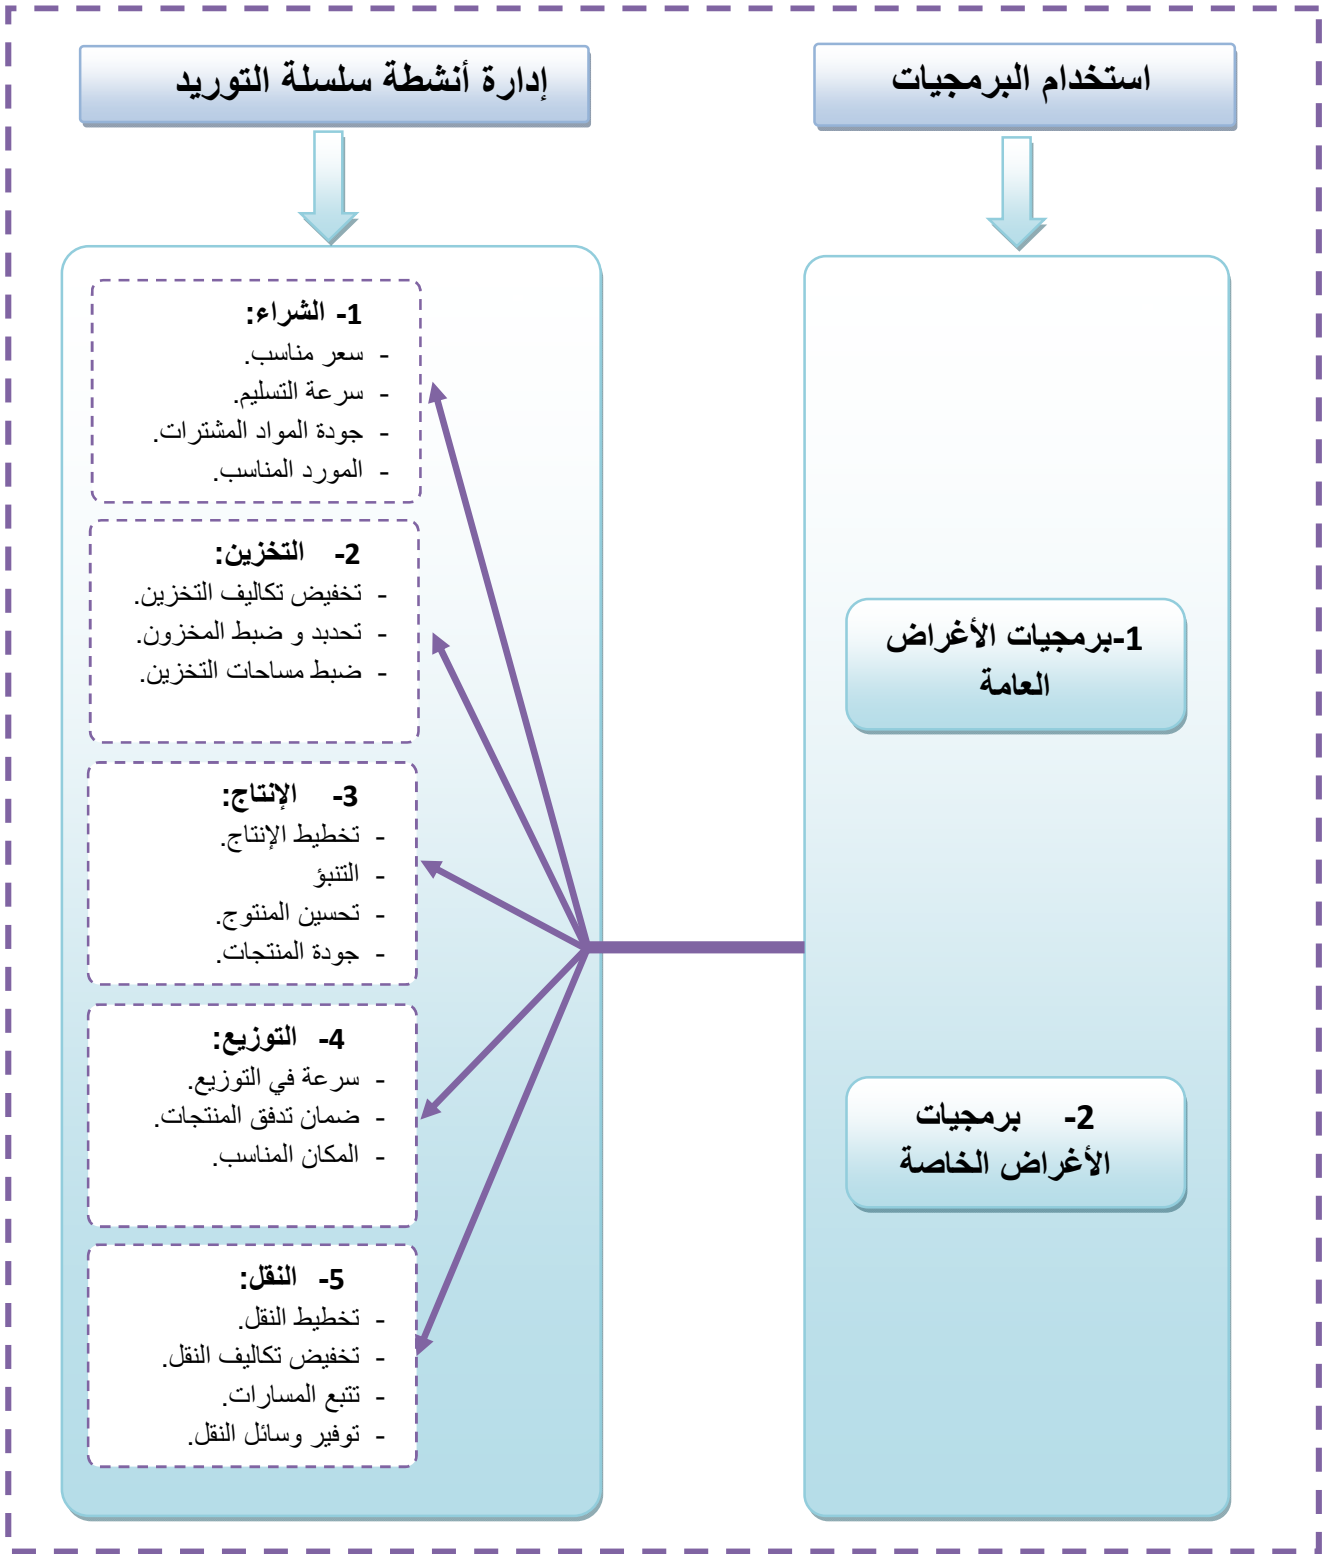 استخدام البرمجيات
1-برمجيات الأغراض
العامة
2- برمجيات
الأغراض الخاصة
إدارة أنشطة سلسلة التوريد
1- الشراء:
- سعر مناسب.
- سرعة التسليم.
- جودة المواد المشترات.
- المورد المناسب.
2- التخزين:
- تخفيض تكاليف التخزين.
- تحدبد و ضبط المخزون.
- ضبط مساحات التخزين.
3- الإنتاج:
- تخطيط الإنتاج.
- التنبؤ
- تحسين المنتوج.
- جودة المنتجات.
4- التوزيع:
- سرعة في التوزيع.
- ضمان تدفق المنتجات.
- المكان المناسب.
5- النقل:
- تخطيط النقل.
- تخفيض تكاليف النقل.
- تتبع المسارات.
- توفير وسائل النقل.